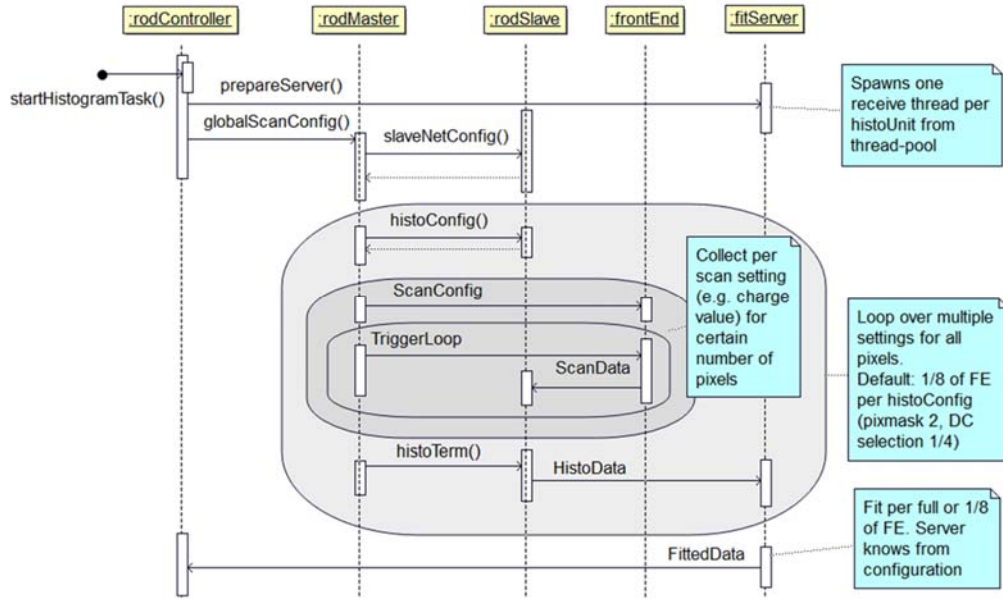 :rodController
:rodMaster
:rodSlave
:frontEnd
:fitServer
startHistogramTask()
prepareServer()
globalScanConfig()
slaveNetConfig()
Spawns one
receive thread per
histoUnit from
thread-pool
histoConfig()
Collect per
scan setting
(e.g. charge
value) for
certain
number of
pixels
ScanConfig
TriggerLoop
ScanData
Loop over multiple
settings for all
pixels.
Default: 1/8 of FE
per histoConfig
(pixmask 2, DC
selection 1/4)
histoTerm()
HistoData
Fit per full or 1/8
of FE. Server
knows from
configuration
FittedData